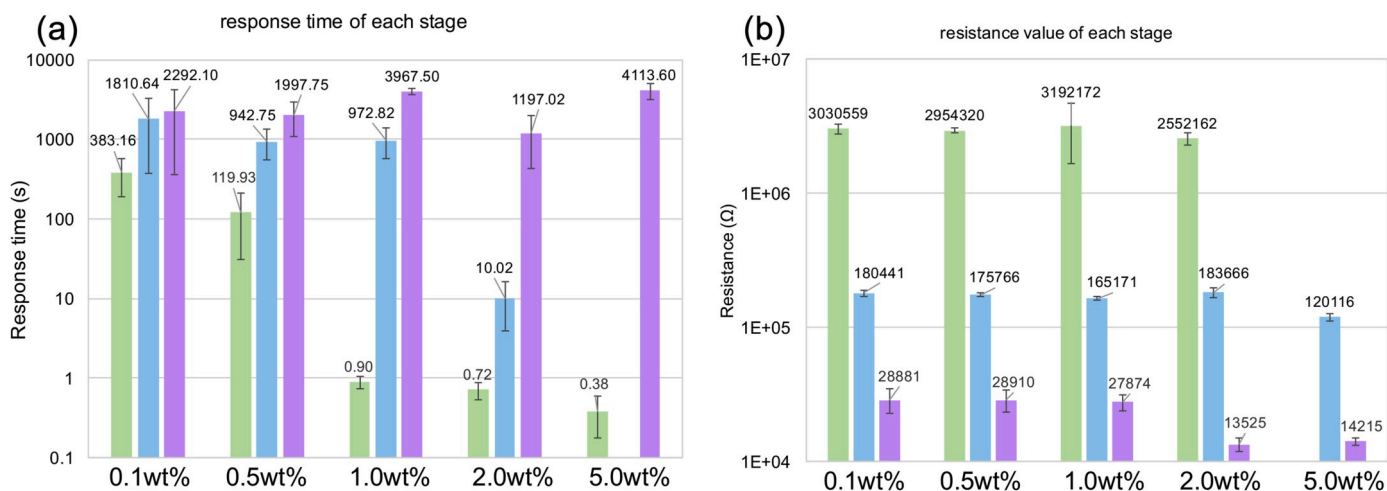 (a)
response time of each stage
10000
1000
100
10
1
0.1
Response time (s)
383.16
1810.64
2292.10
119.93
942.75
1997.75
0.90
972.82
3967.50
0.72
10.02
1197.02
0.38
4113.60
0.1wt% 0.5wt% 1.0wt% 2.0wt% 5.0wt%
(b)
resistance value of each stage
1E+07
1E+06
1E+05
1E+04
Resistance (Ω)
3030559
180441
28881
2954320
175766
28910
3192172
165171
27874
2552162
183666
13525
120116
14215
0.1wt% 0.5wt% 1.0wt% 2.0wt% 5.0wt%